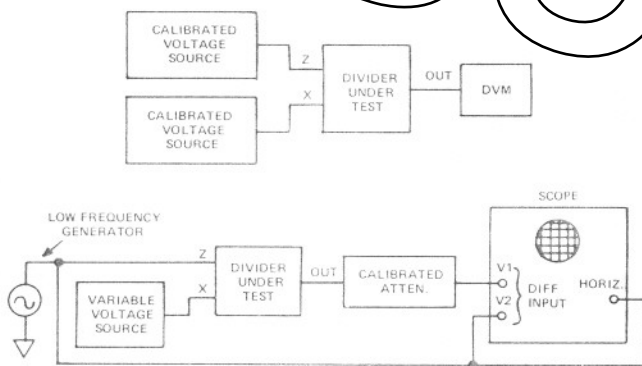 CALIBRATED
VOLTAGE
SOURCE
Z
CALIBRATED
VOLTAGE
SOURCE
X
DIVIDER
UNDER
TEST
OUT
DVM
SCOPE
LOW FREQUENCY
GENERATOR
Z
VARIABLE
VOLTAGE
SOURCE
X
DIVIDER
UNDER
TEST
OUT
CALIBRATED
ATTEN.
V1
V2
DIFF
INPUT
HORIZ.